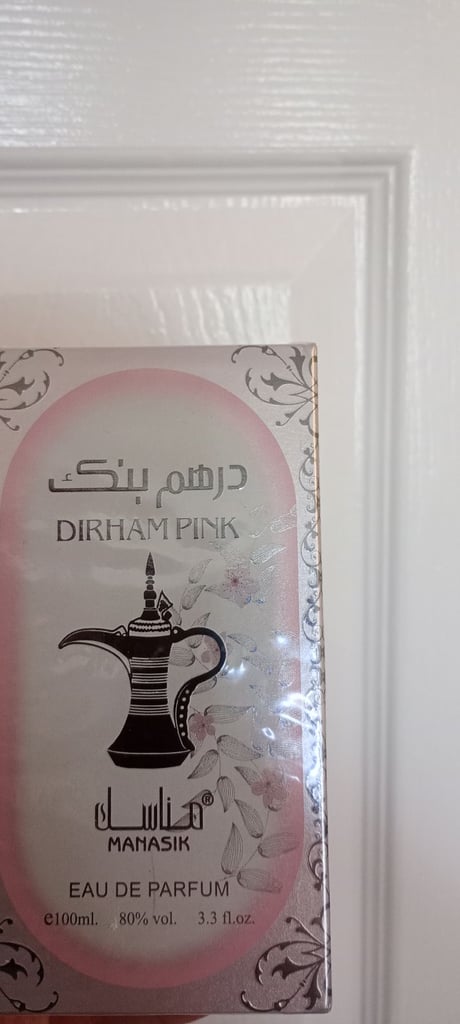 درهم بنك
DIRHAM PINK
مناسك®
MANASIK
EAU DE PARFUM
e100ml. 80% vol. 3.3 fl.oz.